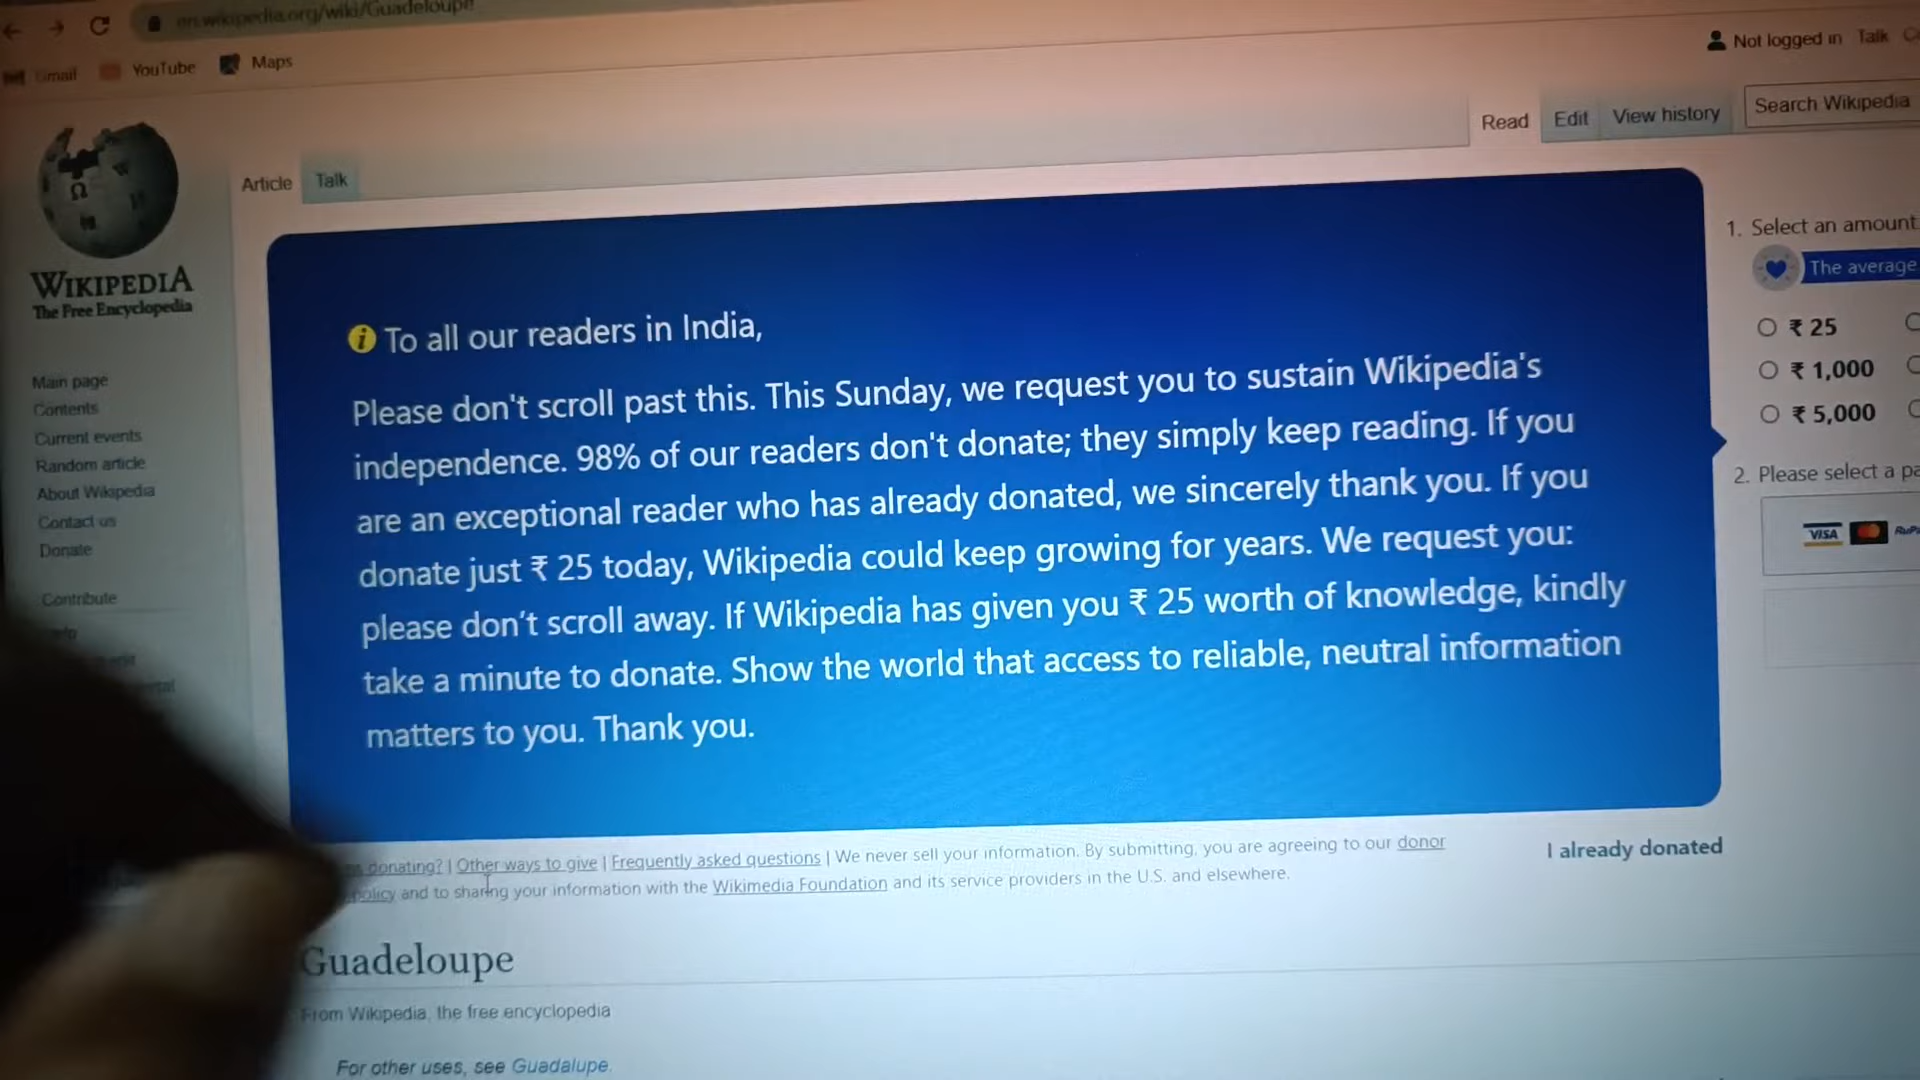 en.wikipedia.org/wiki/Guadeloupe
Gmail YouTube Maps
Not logged in Talk
Read Edit View history Search Wikipedia
Article Talk
WIKIPEDIA
The Free Encyclopedia
Main page
Contents
Current events
Random article
About Wikipedia
Contact us
Donate
Contribute
To all our readers in India,
Please don't scroll past this. This Sunday, we request you to sustain Wikipedia's
independence. 98% of our readers don't donate; they simply keep reading. If you
are an exceptional reader who has already donated, we sincerely thank you. If you
donate just ₹ 25 today, Wikipedia could keep growing for years. We request you:
please don’t scroll away. If Wikipedia has given you ₹ 25 worth of knowledge, kindly
take a minute to donate. Show the world that access to reliable, neutral information
matters to you. Thank you.
1. Select an amount
The average
₹ 25
₹ 1,000
₹ 5,000
2. Please select a pa
VISA RuPa
donating? | Other ways to give | Frequently asked questions | We never sell your information. By submitting, you are agreeing to our donor
policy and to sharing your information with the Wikimedia Foundation and its service providers in the U.S. and elsewhere.
I already donated
Guadeloupe
From Wikipedia, the free encyclopedia
For other uses, see Guadalupe.